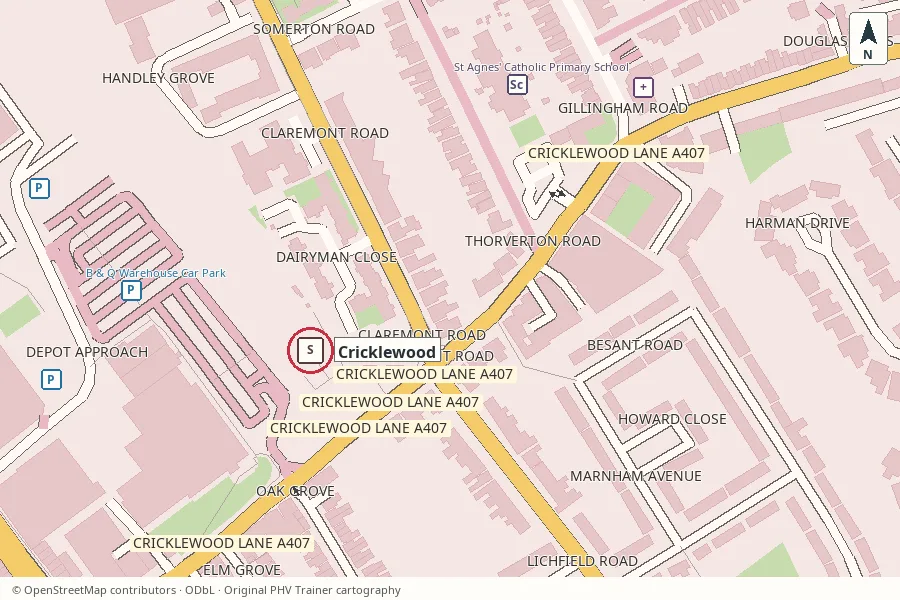 SOMERTON ROAD
DOUGLAS
N
St Agnes' Catholic Primary School
HANDLEY GROVE
Sc
+
GILLINGHAM ROAD
CLAREMONT ROAD
CRICKLEWOOD LANE A407
P
HARMAN DRIVE
THORVERTON ROAD
DAIRYMAN CLOSE
B & Q Warehouse Car Park
P
CLAREMONT ROAD
BESANT ROAD
S
Cricklewood
T ROAD
DEPOT APPROACH
CRICKLEWOOD LANE A407
P
CRICKLEWOOD LANE A407
HOWARD CLOSE
CRICKLEWOOD LANE A407
MARNHAM AVENUE
OAK GROVE
CRICKLEWOOD LANE A407
LICHFIELD ROAD
ELM GROVE
© OpenStreetMap contributors · ODbL · Original PHV Trainer cartography